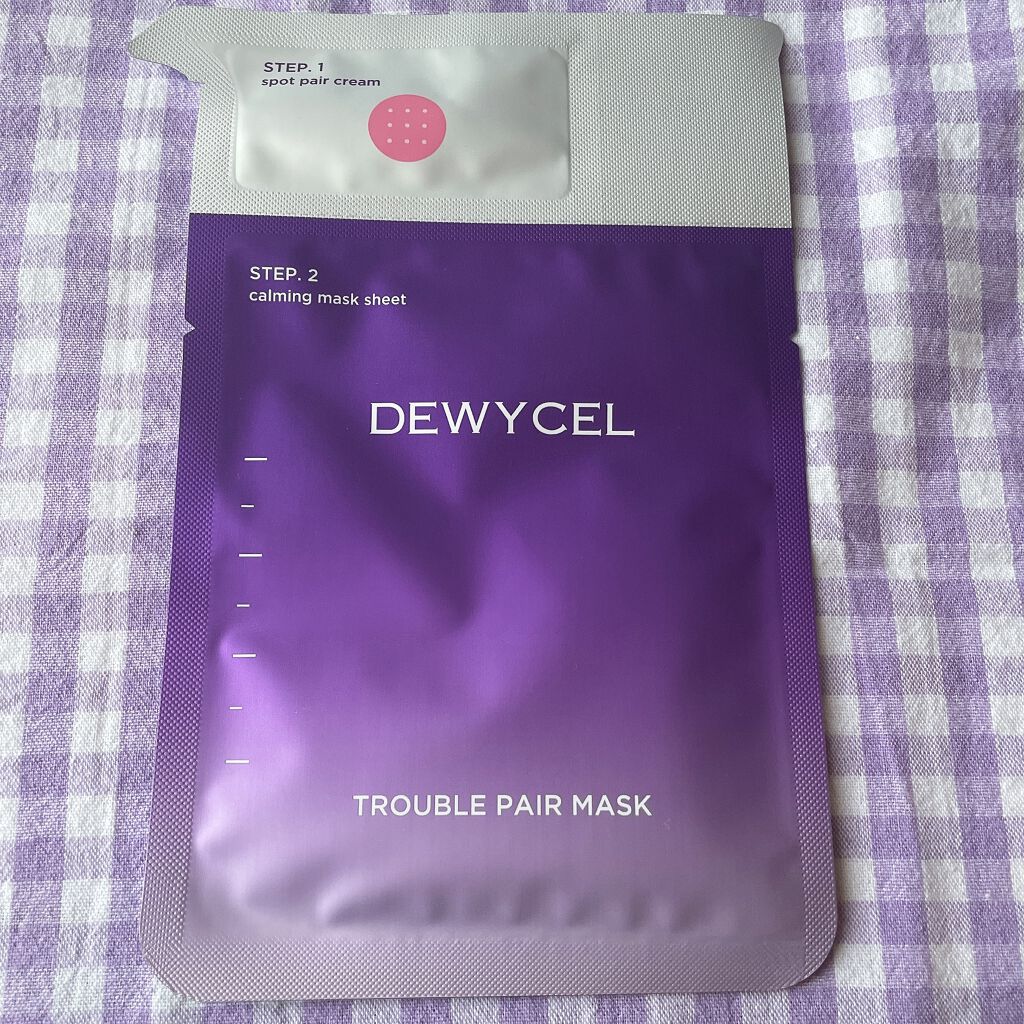 STEP. 1
spot pair cream
STEP. 2
calming mask sheet
DEWYCEL
TROUBLE PAIR MASK